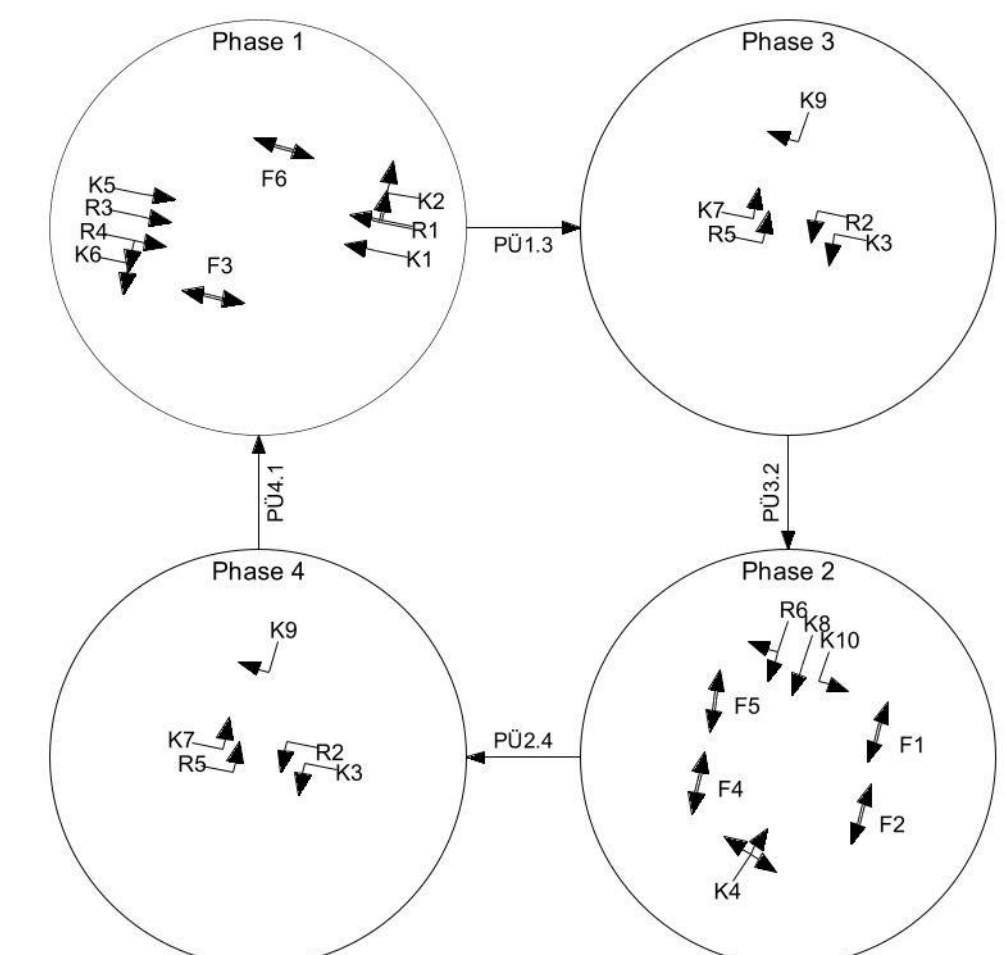 Phase 1
F6
K5
R3
R4
K6
F3
K2
R1
K1
PÜ1.3
Phase 3
K9
K7
R5
R2
K3
PÜ4.1
PÜ3.2
Phase 4
K9
K7
R5
R2
K3
PÜ2.4
Phase 2
R6
K8
K10
F5
F1
F4
F2
K4